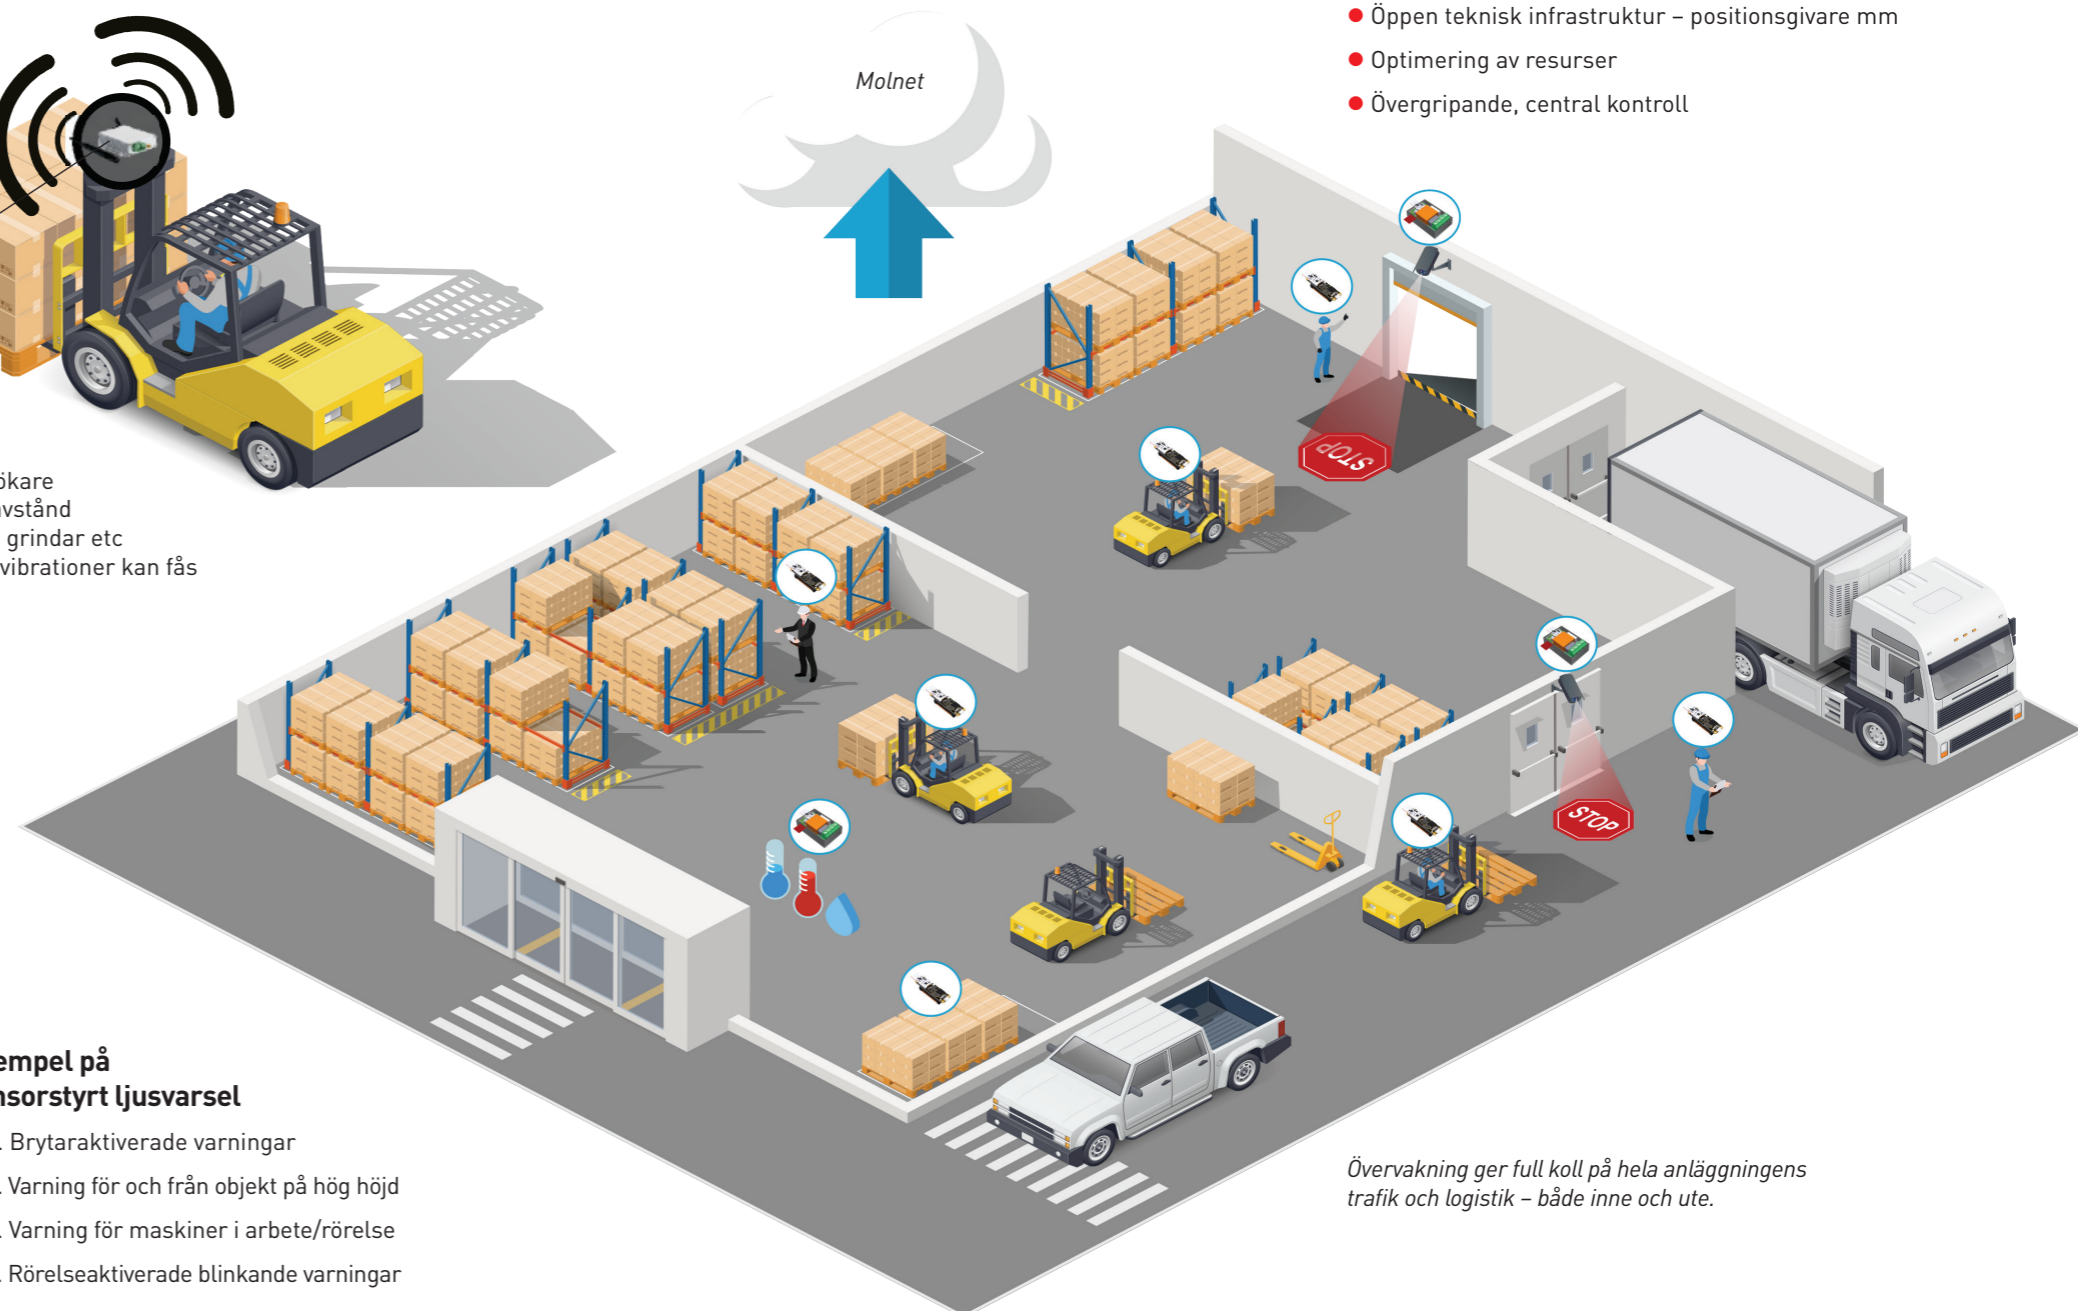 ● Öppen teknisk infrastruktur – positionsgivare mm
● Optimering av resurser
● Övergripande, central kontroll
Molnet
ökare
avstånd
grindar etc
vibrationer kan fås
STOP
STOP
empel på
nsorstyrt ljusvarsel
. Brytaraktiverade varningar
. Varning för och från objekt på hög höjd
. Varning för maskiner i arbete/rörelse
. Rörelseaktiverade blinkande varningar
Övervakning ger full koll på hela anläggningens
trafik och logistik – både inne och ute.